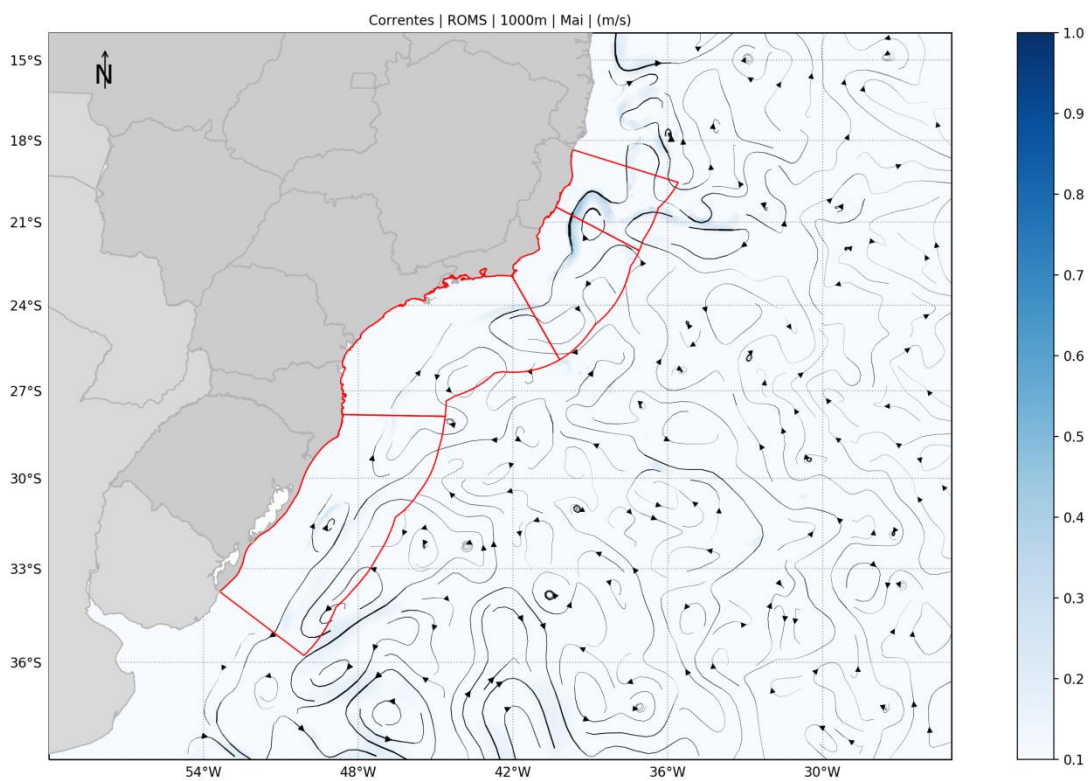 Correntes | ROMS | 1000m | Mai | (m/s)
N
15°S
18°S
21°S
24°S
27°S
30°S
33°S
36°S
54°W
48°W
42°W
36°W
30°W
1.0
0.9
0.8
0.7
0.6
0.5
0.4
0.3
0.2
0.1